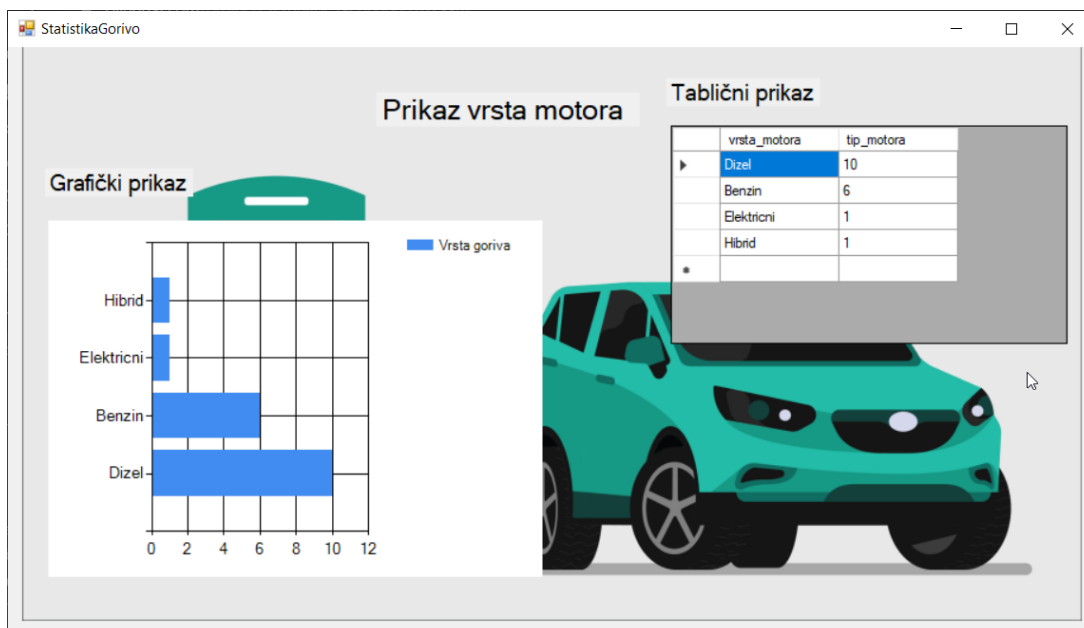 StatistikaGorivo
Prikaz vrsta motora
Tablični prikaz
vrsta_motora tip_motora
Dizel 10
Benzin 6
Elektricni 1
Hibrid 1
Grafički prikaz
Vrsta goriva
Hibrid
Elektricni
Benzin
Dizel
0 2 4 6 8 10 12